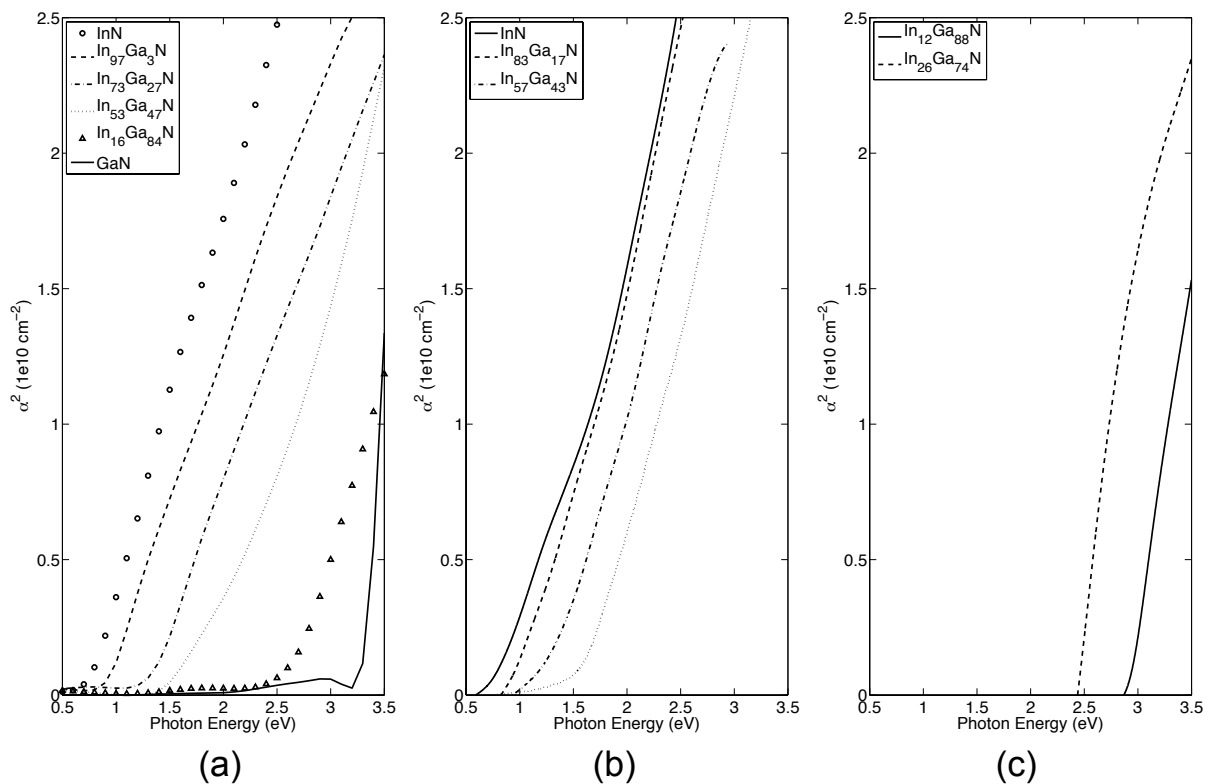 2.5
2
1.5
1
0.5
0
0.5 1 1.5 2 2.5 3 3.5
α² (1e10 cm⁻²)
Photon Energy (eV)
InN
In₉₇Ga₃N
In₇₃Ga₂₇N
In₅₃Ga₄₇N
In₁₆Ga₈₄N
GaN
(a)
2.5
2
1.5
1
0.5
0
0.5 1 1.5 2 2.5 3 3.5
α² (1e10 cm⁻²)
Photon Energy (eV)
InN
In₈₃Ga₁₇N
In₅₇Ga₄₃N
(b)
2.5
2
1.5
1
0.5
0
0.5 1 1.5 2 2.5 3 3.5
α² (1e10 cm⁻²)
Photon Energy (eV)
In₁₂Ga₈₈N
In₂₆Ga₇₄N
(c)